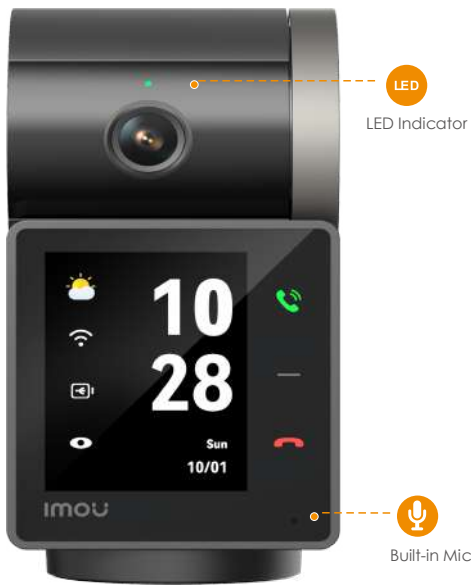 LED
LED Indicator
10
28
Sun
10/01
imou
Built-in Mic